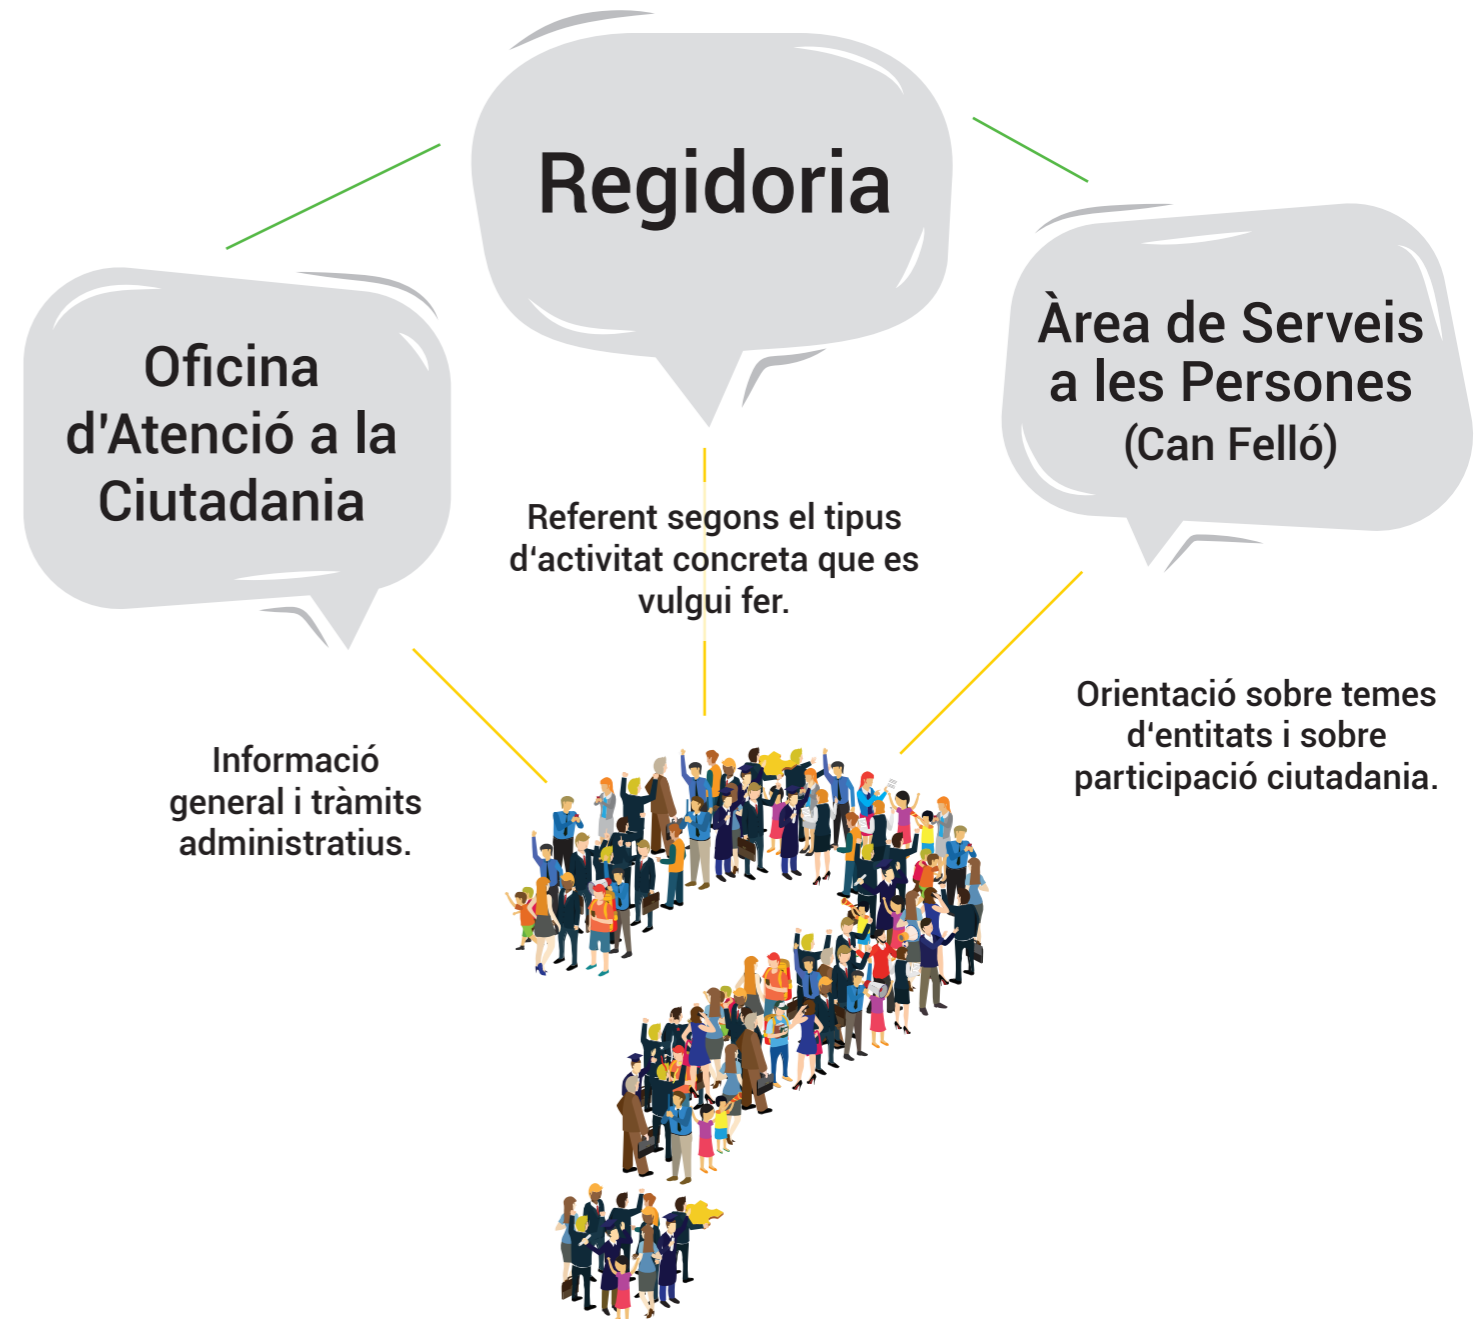 Regidoria
Oficina
d'Atenció a la
Ciutadania
Àrea de Serveis
a les Persones
(Can Felló)
Referent segons el tipus
d‘activitat concreta que es
vulgui fer.
Informació
general i tràmits
administratius.
Orientació sobre temes
d‘entitats i sobre
participació ciutadania.